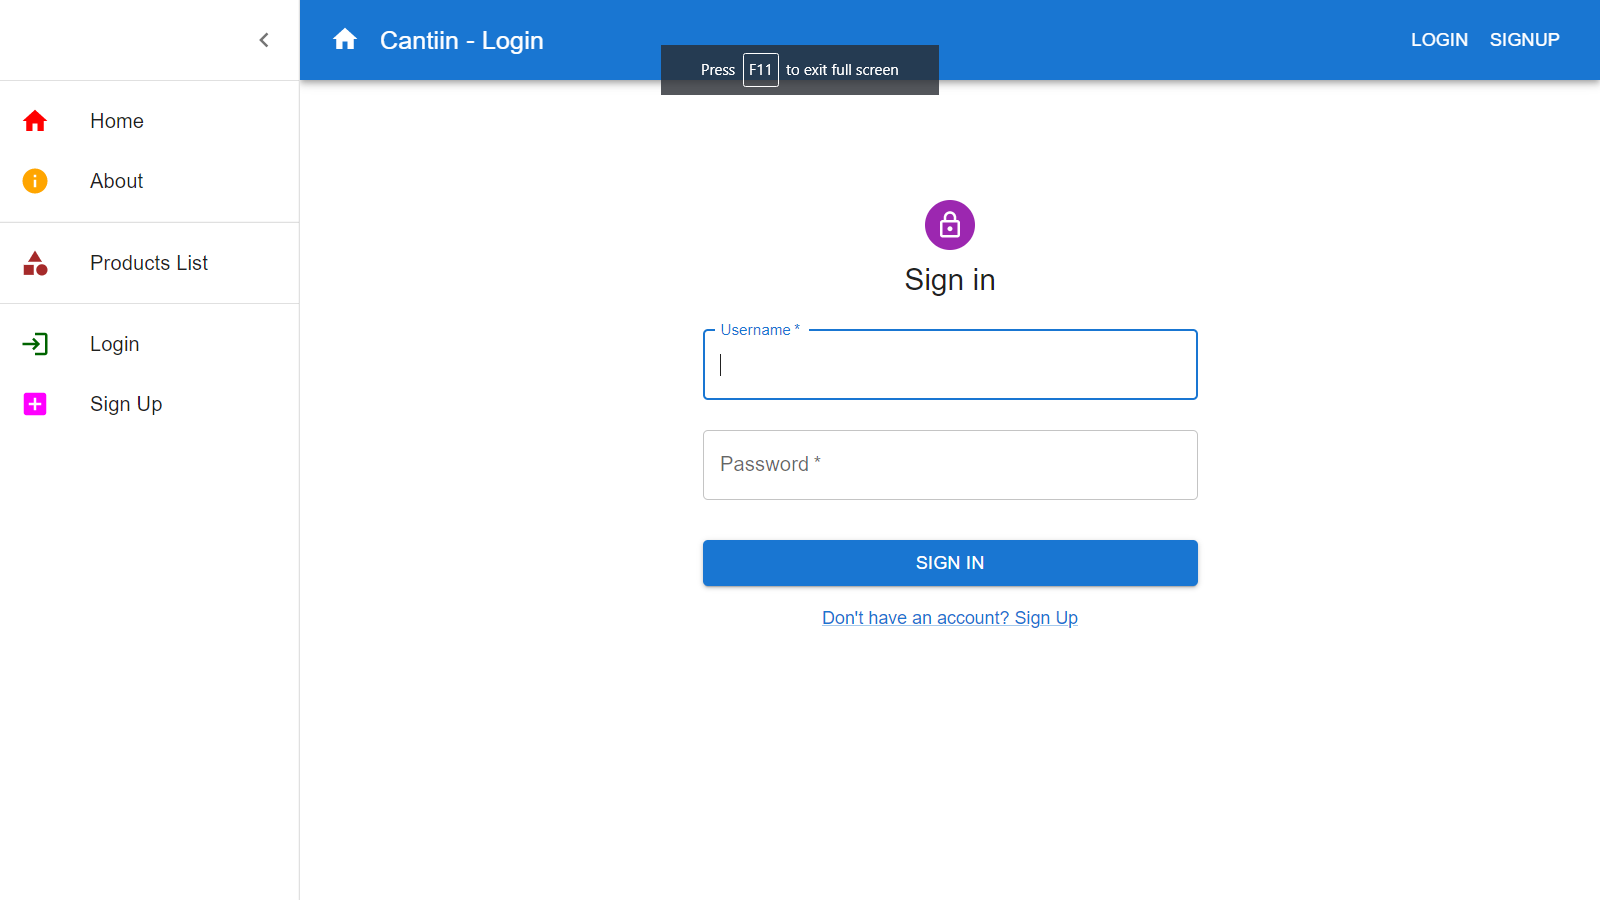 Cantiin - Login
LOGIN SIGNUP
Press F11 to exit full screen
Home
About
Products List
Login
Sign Up
Sign in
Username *
Password *
SIGN IN
Don't have an account? Sign Up